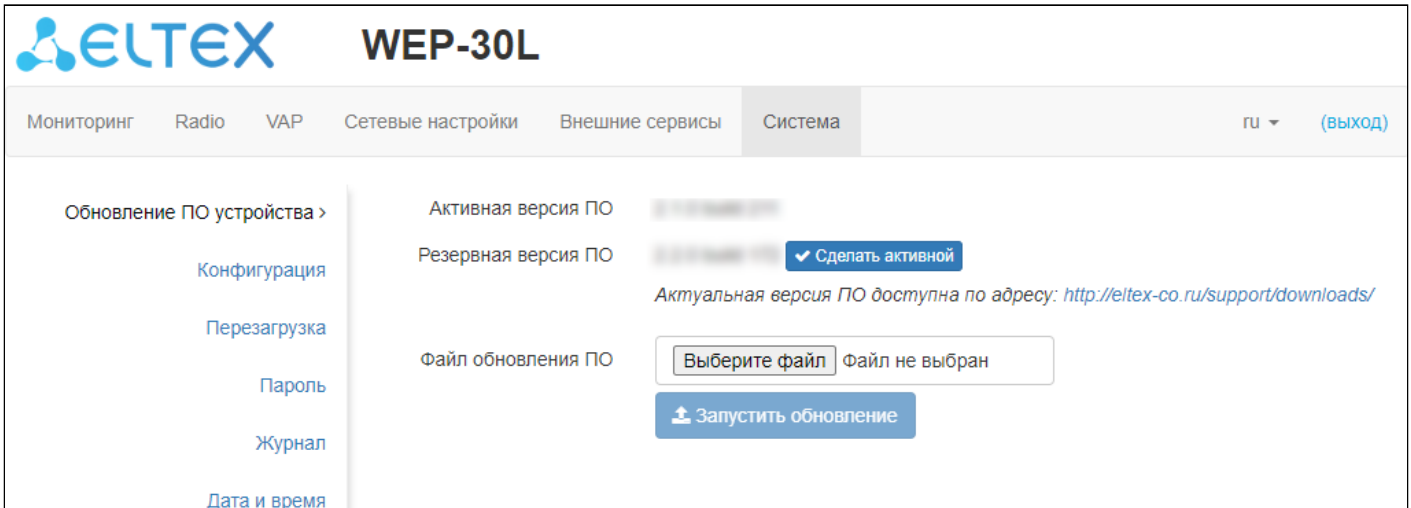 ELTEX WEP-30L
Мониторинг Radio VAP Сетевые настройки Внешние сервисы Система ru (выход)
Обновление ПО устройства › Активная версия ПО
Резервная версия ПО Сделать активной
Конфигурация
Актуальная версия ПО доступна по адресу: http://eltex-co.ru/support/downloads/
Перезагрузка
Файл обновления ПО Выберите файл Файл не выбран
Пароль
Запустить обновление
Журнал
Дата и время